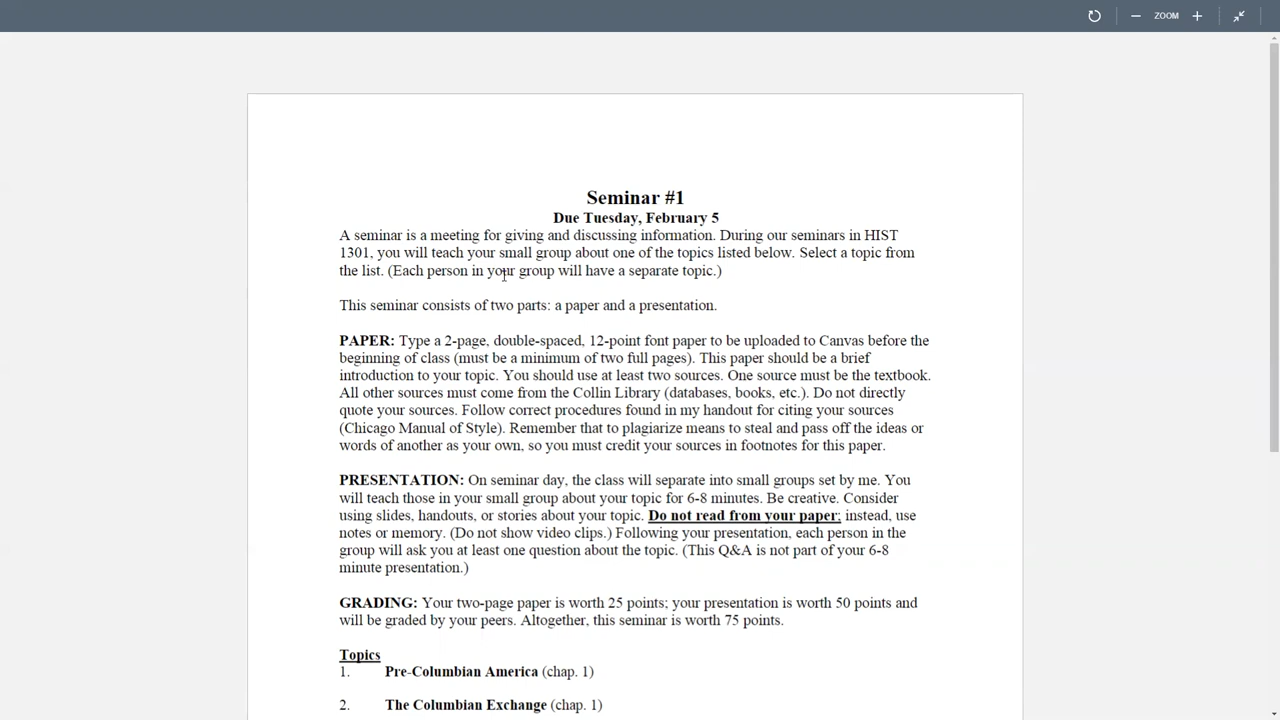 ZOOM
Seminar #1
Due Tuesday, February 5
A seminar is a meeting for giving and discussing information. During our seminars in HIST
1301, you will teach your small group about one of the topics listed below. Select a topic from
the list. (Each person in your group will have a separate topic.)
This seminar consists of two parts: a paper and a presentation.
PAPER: Type a 2-page, double-spaced, 12-point font paper to be uploaded to Canvas before the
beginning of class (must be a minimum of two full pages). This paper should be a brief
introduction to your topic. You should use at least two sources. One source must be the textbook.
All other sources must come from the Collin Library (databases, books, etc.). Do not directly
quote your sources. Follow correct procedures found in my handout for citing your sources
(Chicago Manual of Style). Remember that to plagiarize means to steal and pass off the ideas or
words of another as your own, so you must credit your sources in footnotes for this paper.
PRESENTATION: On seminar day, the class will separate into small groups set by me. You
will teach those in your small group about your topic for 6-8 minutes. Be creative. Consider
using slides, handouts, or stories about your topic. Do not read from your paper; instead, use
notes or memory. (Do not show video clips.) Following your presentation, each person in the
group will ask you at least one question about the topic. (This Q&A is not part of your 6-8
minute presentation.)
GRADING: Your two-page paper is worth 25 points; your presentation is worth 50 points and
will be graded by your peers. Altogether, this seminar is worth 75 points.
Topics
1. Pre-Columbian America (chap. 1)
2. The Columbian Exchange (chap. 1)